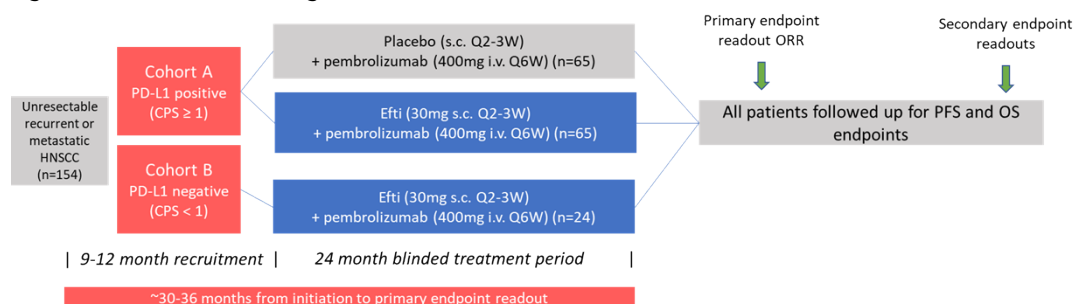 Primary endpoint
readout ORR
Secondary endpoint
readouts
Unresectable
recurrent or
metastatic
HNSCC
(n=154)
Cohort A
PD-L1 positive
(CPS ≥ 1)
Cohort B
PD-L1 negative
(CPS < 1)
Placebo (s.c. Q2-3W)
+ pembrolizumab (400mg i.v. Q6W) (n=65)
Efti (30mg s.c. Q2-3W)
+ pembrolizumab (400mg i.v. Q6W) (n=65)
Efti (30mg s.c. Q2-3W)
+ pembrolizumab (400mg i.v. Q6W) (n=24)
All patients followed up for PFS and OS
endpoints
| 9-12 month recruitment | 24 month blinded treatment period |
~30-36 months from initiation to primary endpoint readout